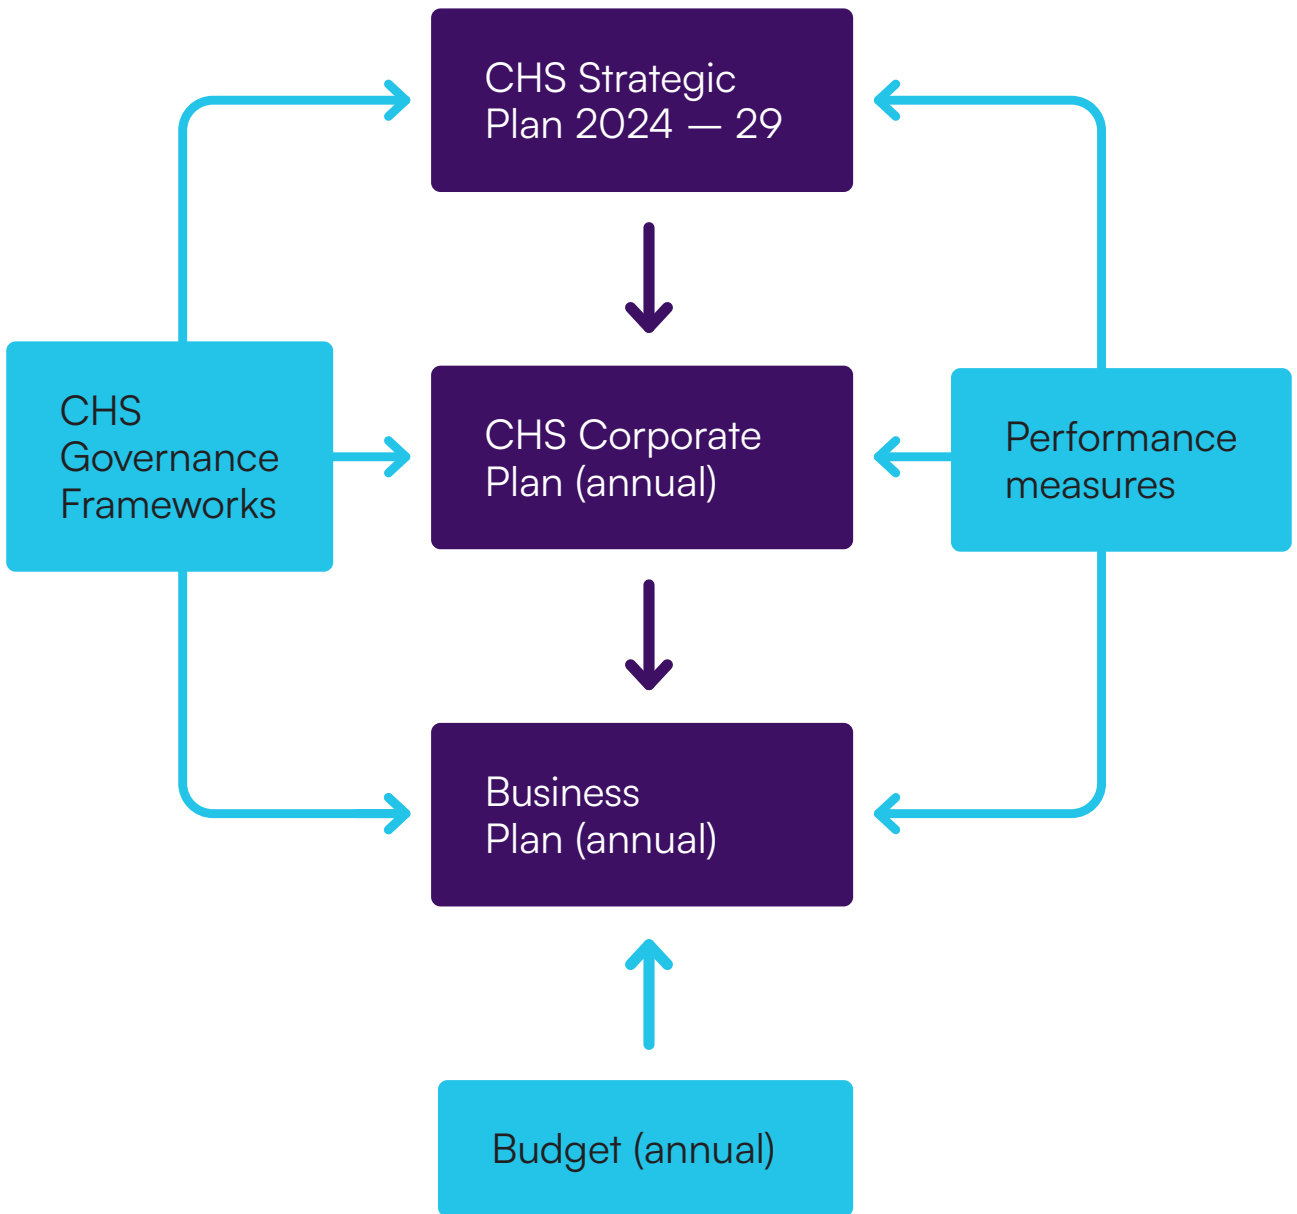 CHS Strategic
Plan 2024 — 29
CHS
Governance
Frameworks
CHS Corporate
Plan (annual)
Performance
measures
Business
Plan (annual)
Budget (annual)